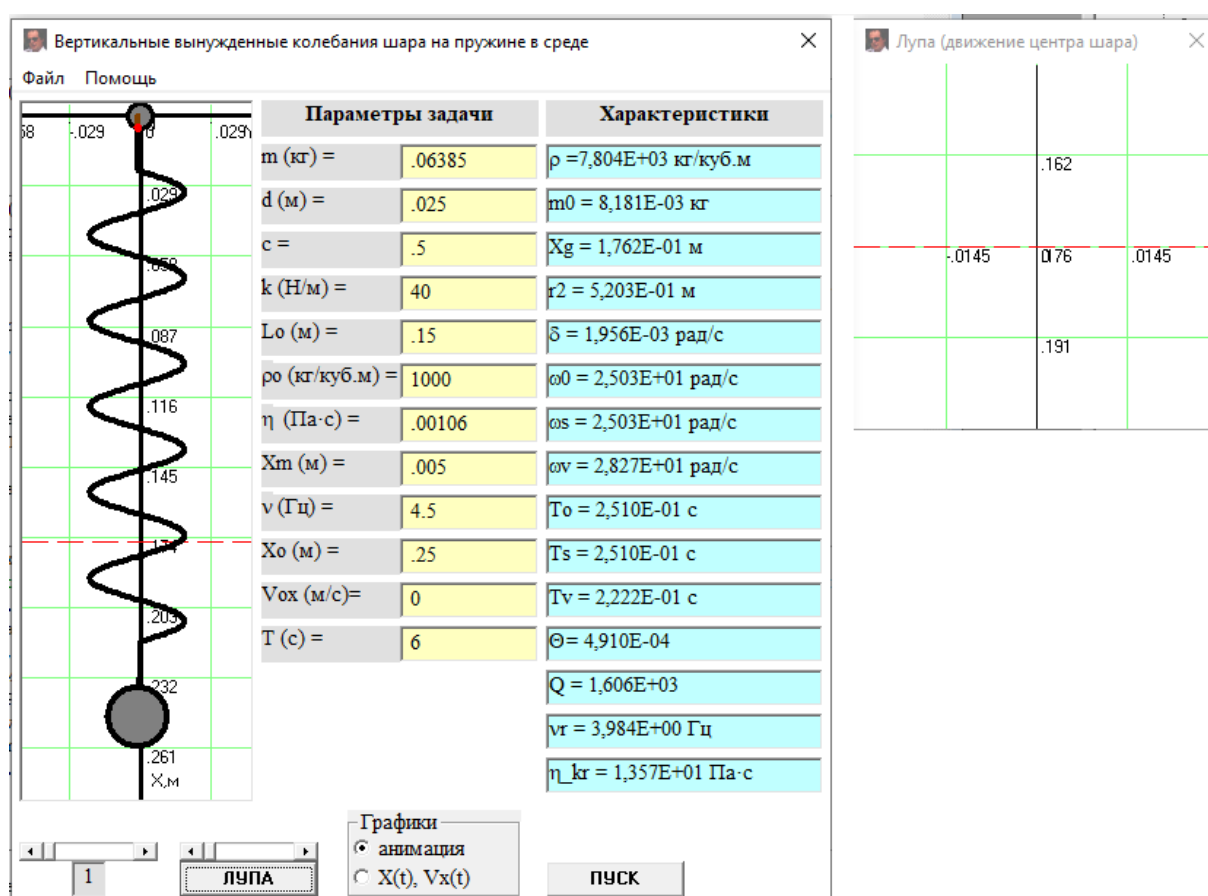 Вертикальные вынужденные колебания шара на пружине в среде
Файл Помощь
-.029 0 .029
.029
.058
.087
.116
.145
.174
.203
.232
.261
X,м
Параметры задачи
m (кг) = .06385
d (м) = .025
c = .5
k (Н/м) = 40
Lo (м) = .15
ρo (кг/куб.м) = 1000
η (Па·с) = .00106
Xm (м) = .005
ν (Гц) = 4.5
Xo (м) = .25
Vox (м/с)= 0
T (с) = 6
Характеристики
ρ =7,804E+03 кг/куб.м
m0 = 8,181E-03 кг
Xg = 1,762E-01 м
r2 = 5,203E-01 м
δ = 1,956E-03 рад/с
ω0 = 2,503E+01 рад/с
ωs = 2,503E+01 рад/с
ωv = 2,827E+01 рад/с
To = 2,510E-01 с
Ts = 2,510E-01 с
Tv = 2,222E-01 с
Θ= 4,910E-04
Q = 1,606E+03
νr = 3,984E+00 Гц
η_kr = 1,357E+01 Па·с
1
ЛУПА
Графики
анимация
X(t), Vx(t)
ПУСК
Лупа (движение центра шара)
.162
-.0145 .0145
.191